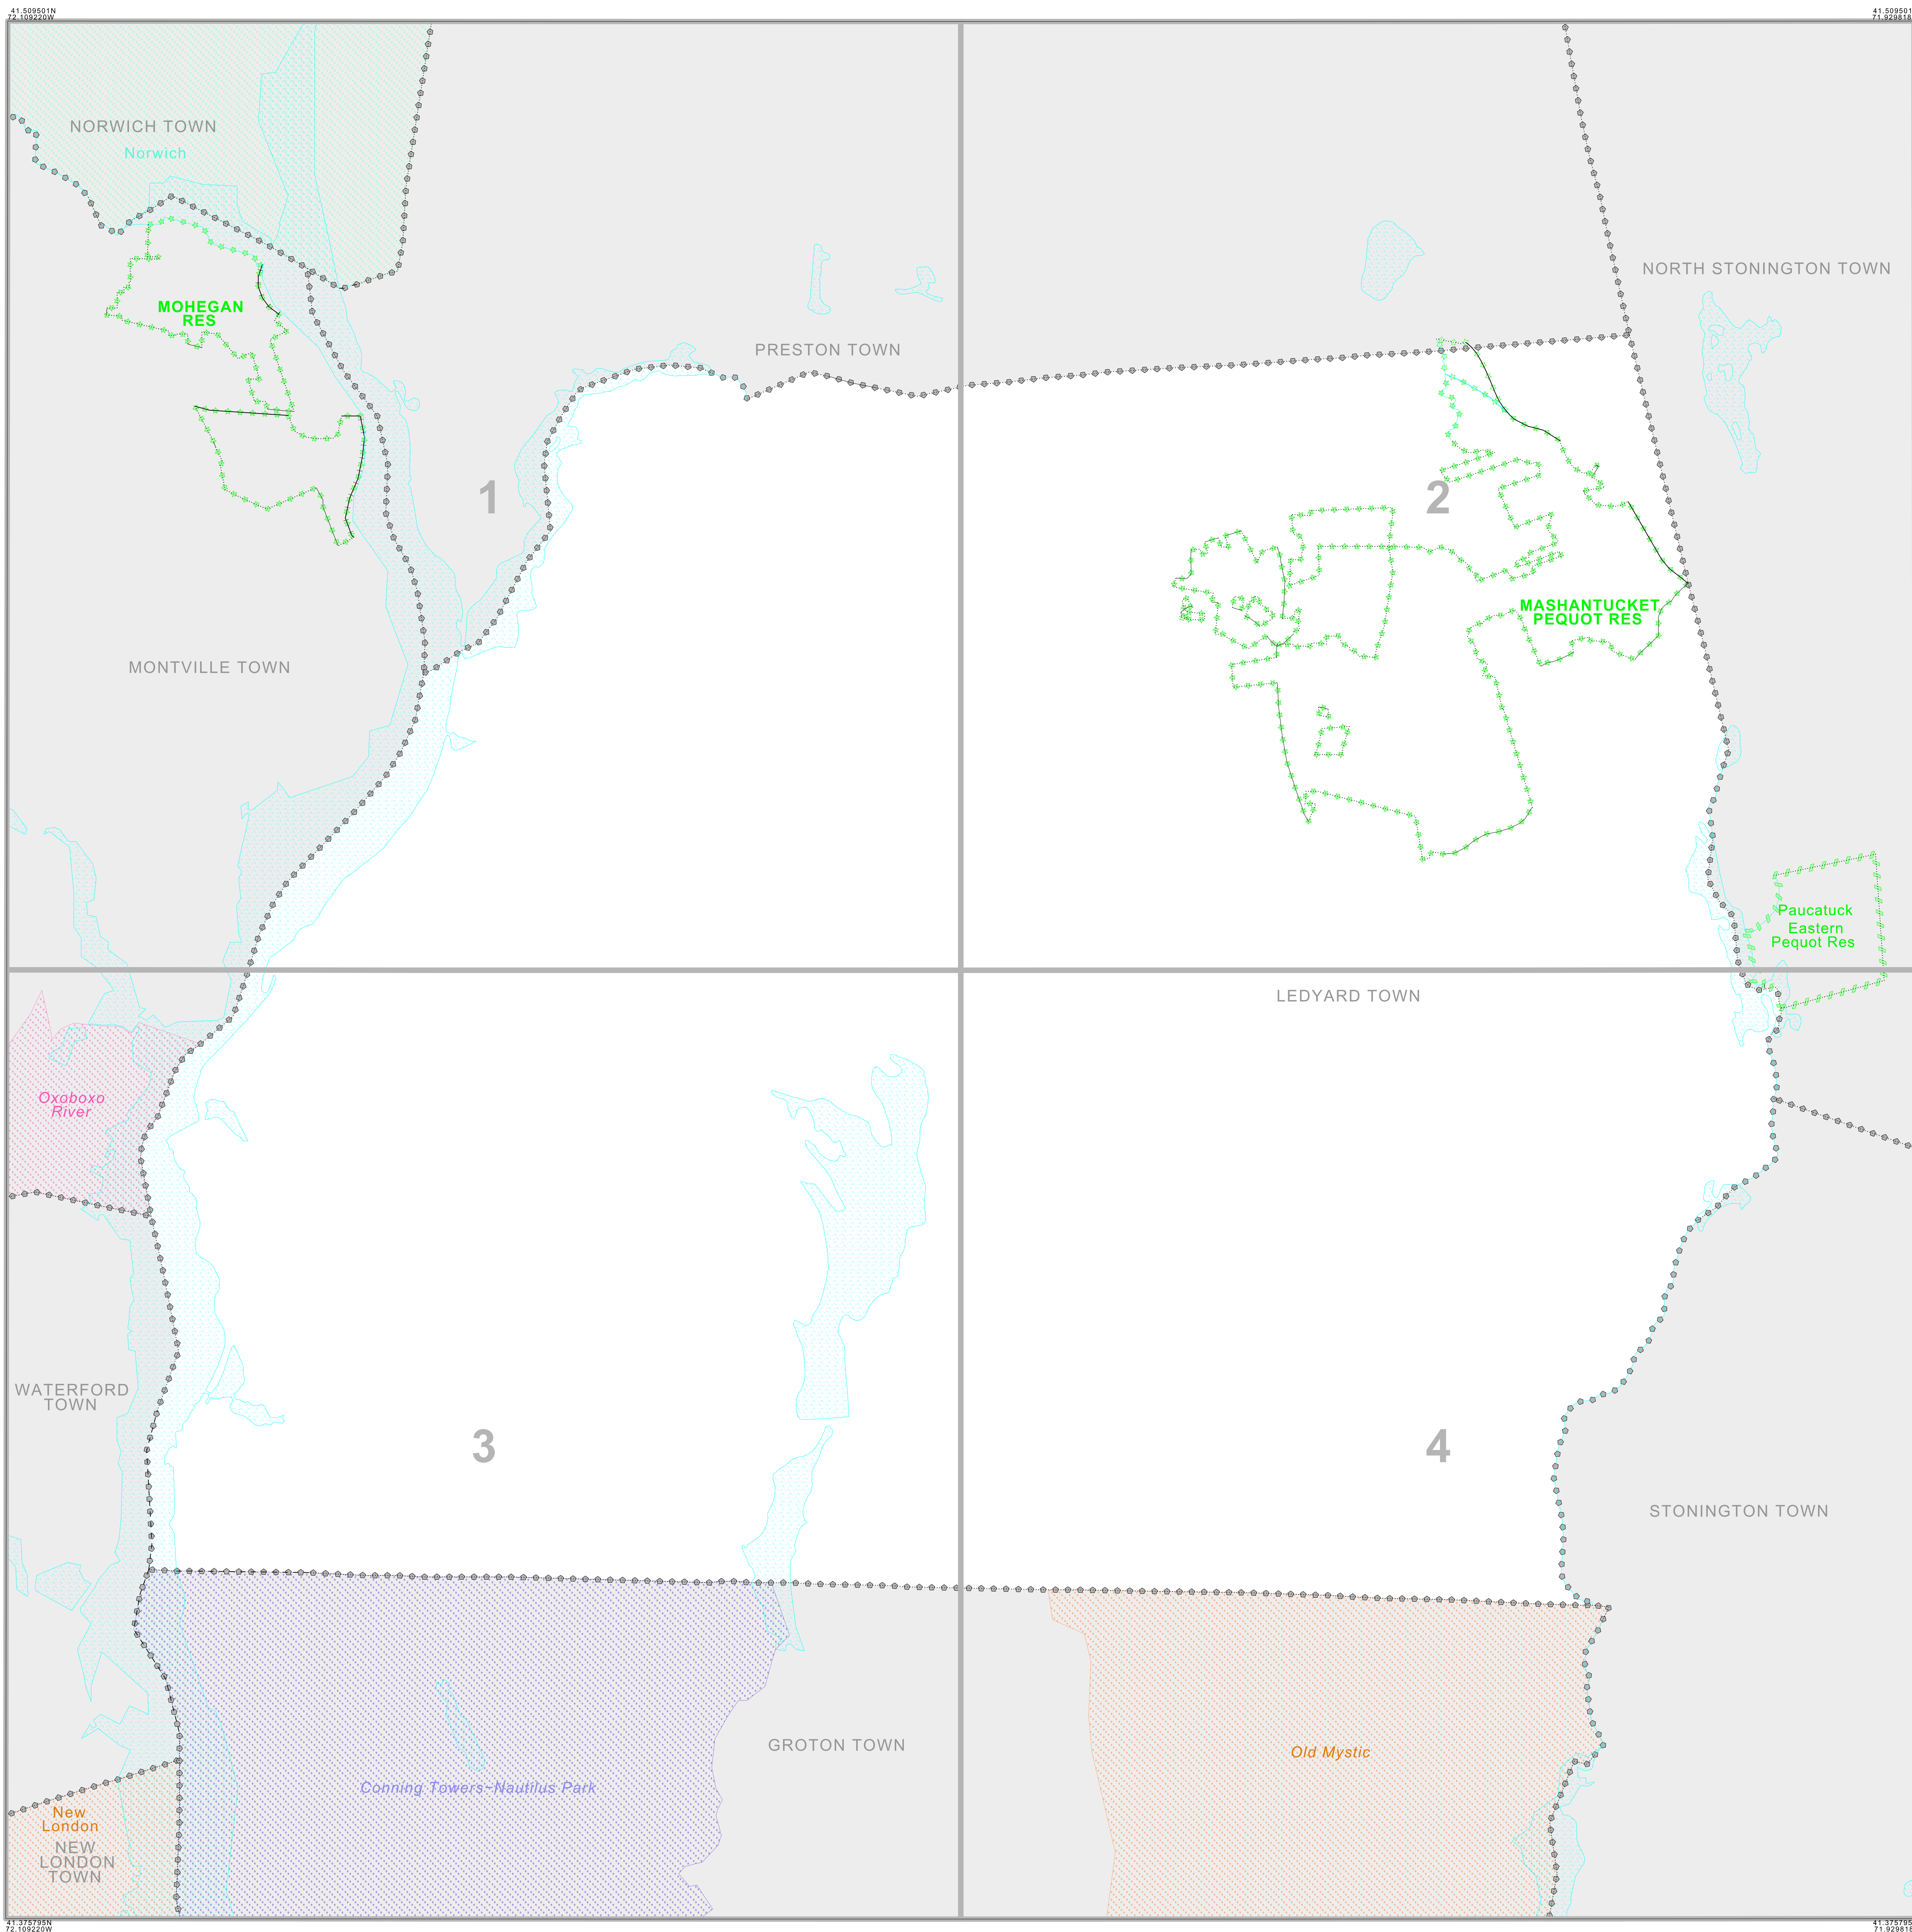 41.509501N
72.109220W
41.509501
71.929818
NORWICH TOWN
Norwich
NORTH STONINGTON TOWN
MOHEGAN
RES
PRESTON TOWN
1
2
MASHANTUCKET
PEQUOT RES
MONTVILLE TOWN
Paucatuck
Eastern
Pequot Res
LEDYARD TOWN
Oxoboxo
River
WATERFORD
TOWN
3
4
STONINGTON TOWN
GROTON TOWN
Old Mystic
Conning Towers~Nautilus Park
New
London
NEW
LONDON
TOWN
41.375795N
72.109220W
41.375795
71.929818